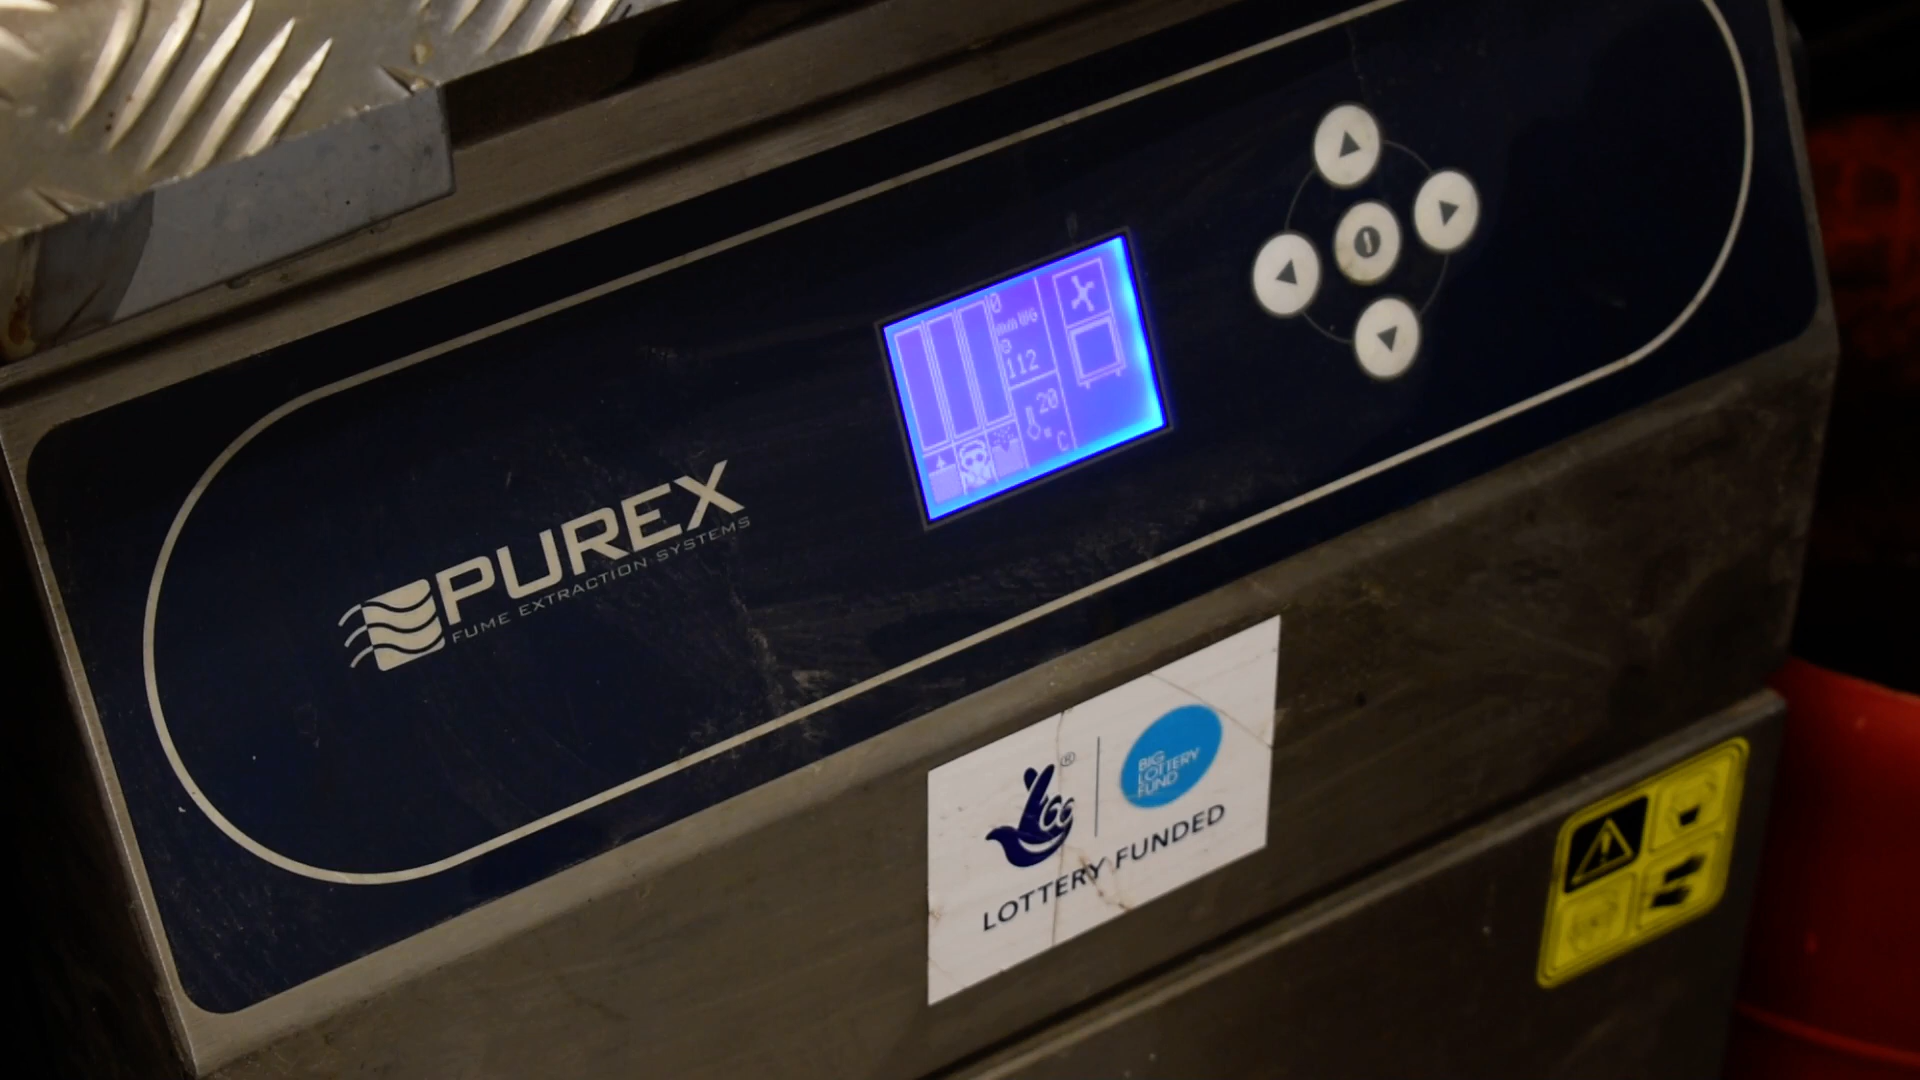 PUREX
FUME EXTRACTION SYSTEMS
0
mm WG
112
20
°C
®
BIG
LOTTERY
FUND
LOTTERY FUNDED